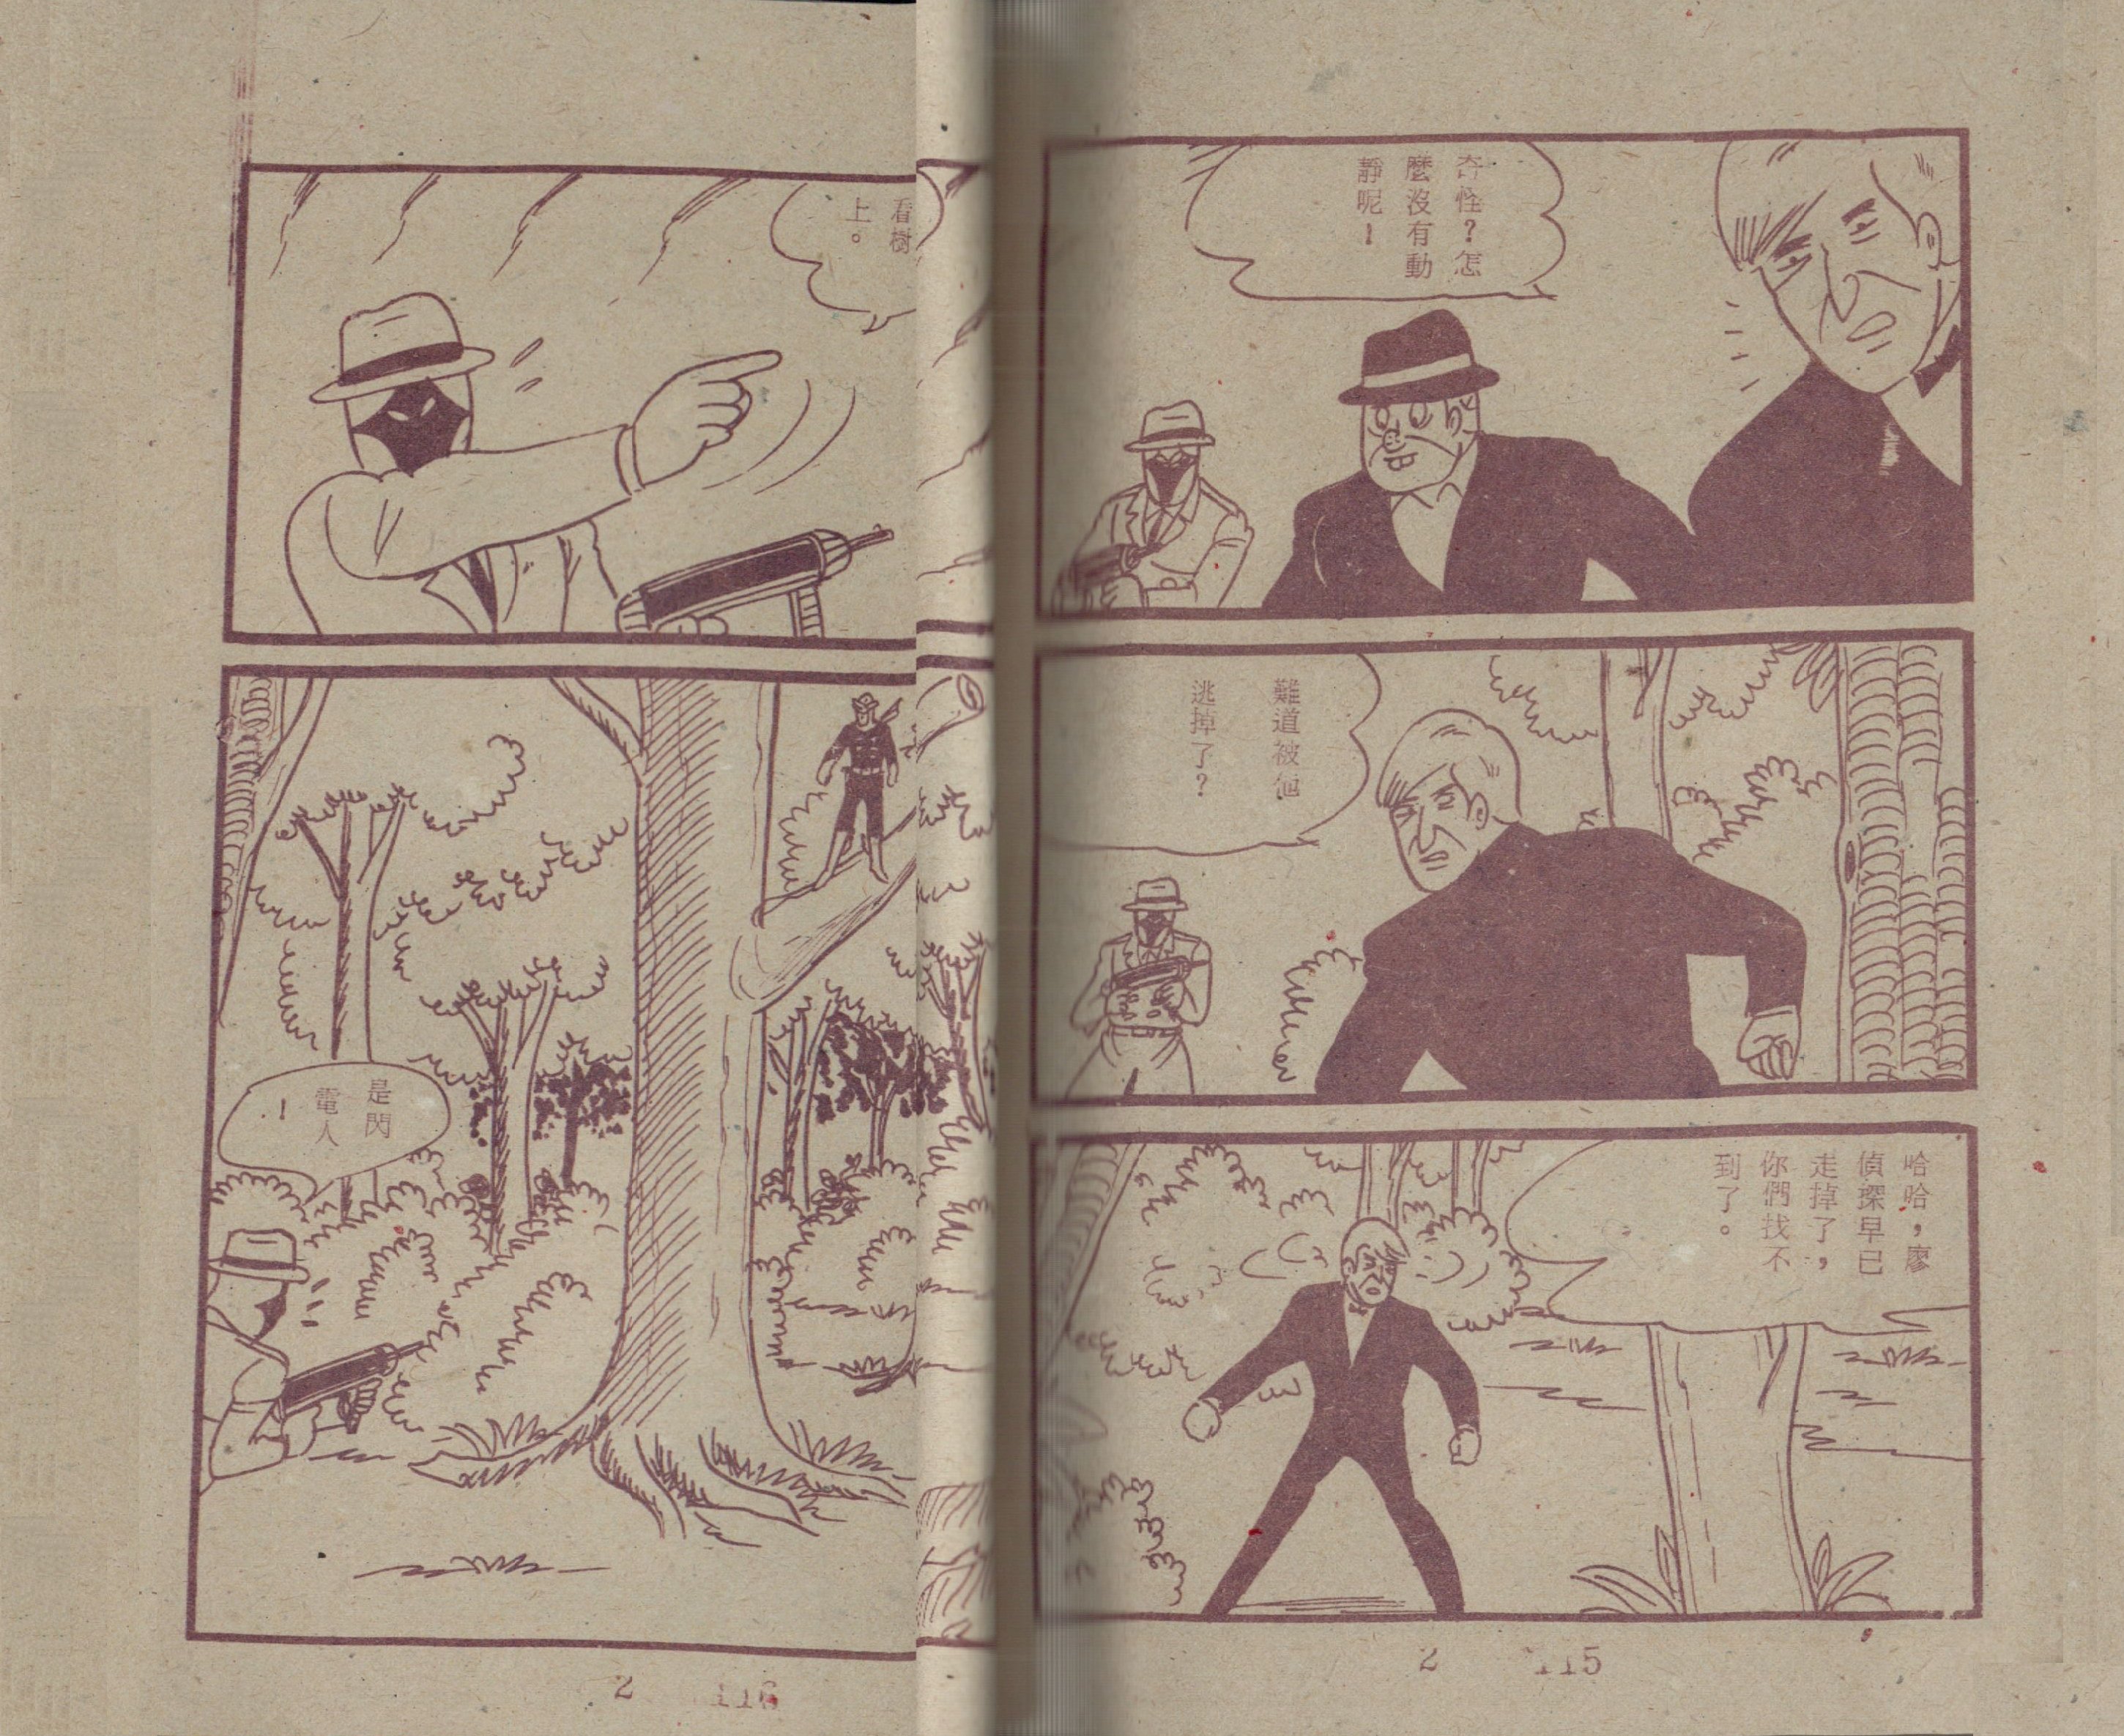 奇怪？怎
麼沒有動
靜呢！
難道被他
逃掉了？
哈哈，廖
偵探早已
走掉了，
你們找不
到了。
2 115
看樹
上。
是閃
電人
！
2 116